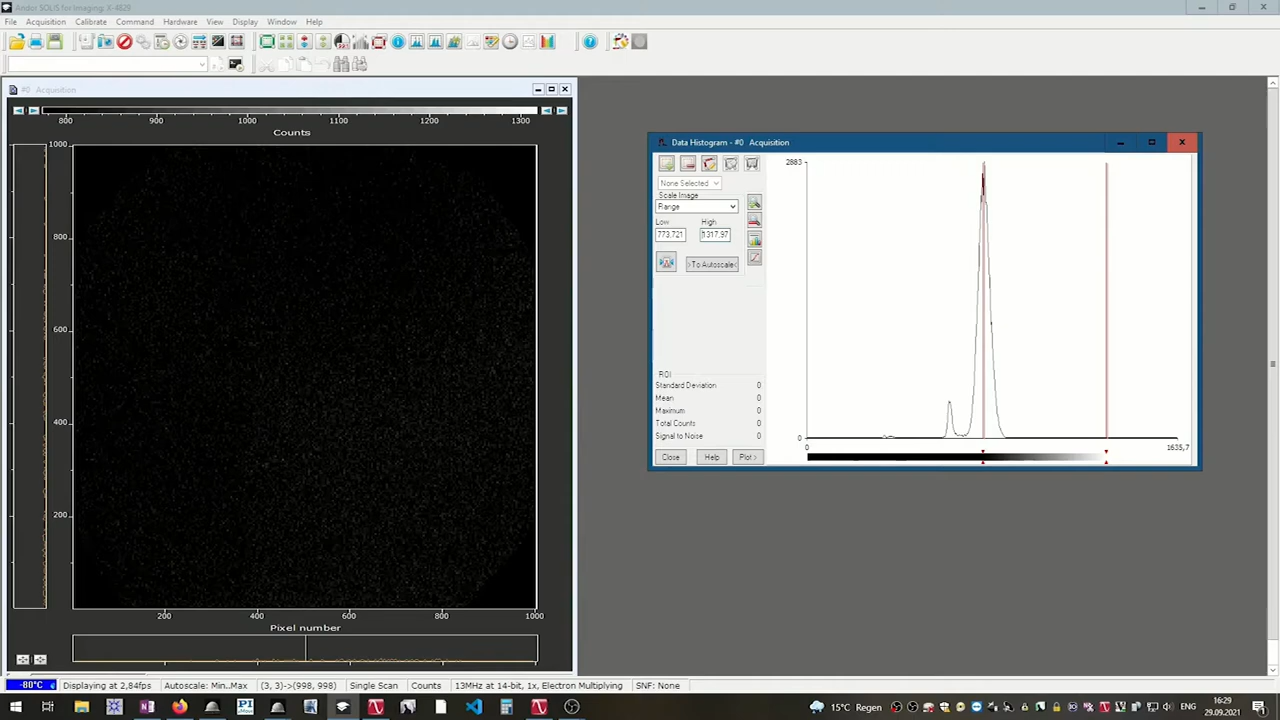 Andor SOLIS for Imaging: X-4829
File Acquisition Calibrate Command Hardware View Display Window Help
#0 Acquisition
800 900 1000 1100 1200 1300
Counts
1000
800
600
400
200
200 400 600 800 1000
Pixel number
Data Histogram - #0 Acquisition
None Selected
Scale Image
Range
Low High
773,721 1317,97
>To Autoscale<
ROI
Standard Deviation 0
Mean 0
Maximum 0
Total Counts 0
Signal to Noise 0
Close Help Plot >
2883
0
0 1635,7
-80°C Displaying at 2,84fps Autoscale: Min..Max (3, 3)->(998, 998) Single Scan Counts 13MHz at 14-bit, 1x, Electron Multiplying SNF: None
PI
15°C Regen
16:29
29.09.2021